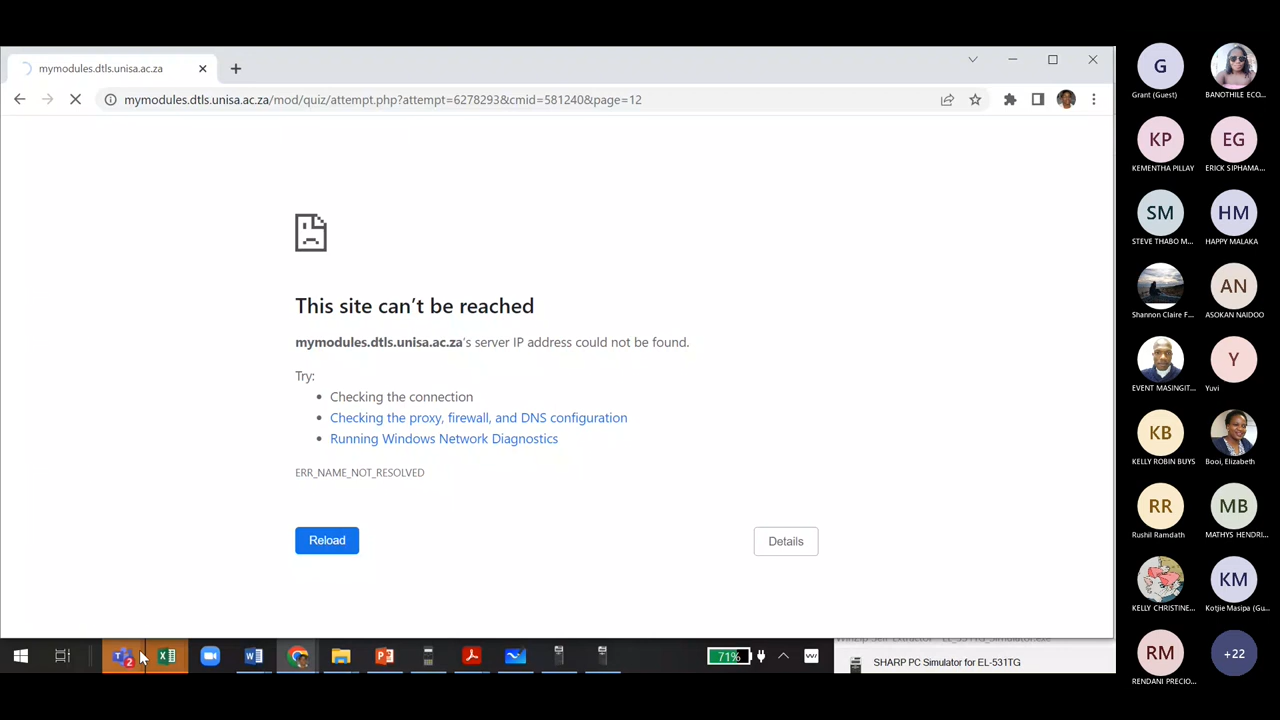 mymodules.dtls.unisa.ac.za
mymodules.dtls.unisa.ac.za/mod/quiz/attempt.php?attempt=6278293&cmid=581240&page=12
This site can't be reached
mymodules.dtls.unisa.ac.za's server IP address could not be found.
Try:
Checking the connection
Checking the proxy, firewall, and DNS configuration
Running Windows Network Diagnostics
ERR_NAME_NOT_RESOLVED
Reload
Details
2
71%
SHARP PC Simulator for EL-531TG
G
Grant (Guest)
BANOTHILE ECO...
KP
KEMENTHA PILLAY
EG
ERICK SIPHAMA...
SM
STEVE THABO M...
HM
HAPPY MALAKA
Shannon Claire F...
AN
ASOKAN NAIDOO
EVENT MASINGIT...
Y
Yuvi
KB
KELLY ROBIN BUYS
Booi, Elizabeth
RR
Rushil Ramdath
MB
MATHYS HENDRI...
KELLY CHRISTINE...
KM
Kotjie Masipa (Gu...
RM
RENDANI PRECIO...
+22